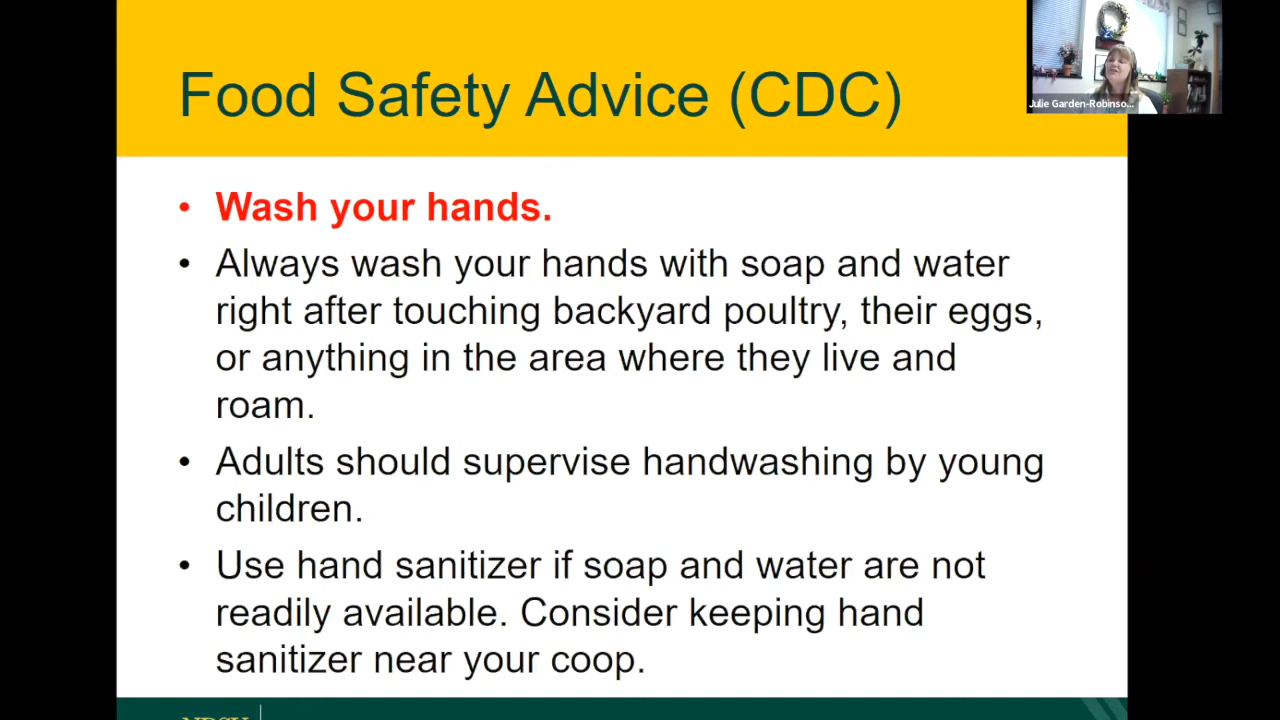 Food Safety Advice (CDC)
Julie Garden-Robinso...
• Wash your hands.
• Always wash your hands with soap and water
right after touching backyard poultry, their eggs,
or anything in the area where they live and
roam.
• Adults should supervise handwashing by young
children.
• Use hand sanitizer if soap and water are not
readily available. Consider keeping hand
sanitizer near your coop.